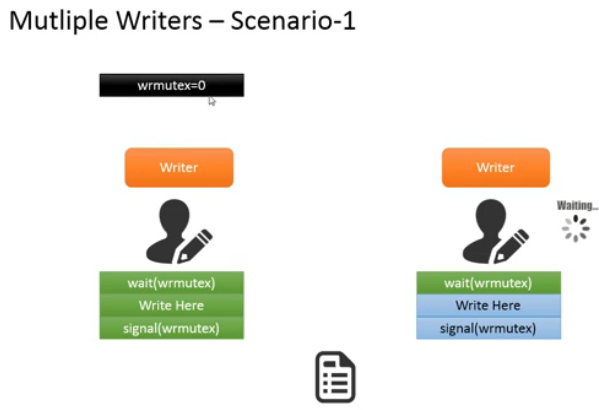 Mutliple Writers – Scenario-1
wrmutex=0
Writer
Writer
Waiting...
wait(wrmutex)
Write Here
signal(wrmutex)
wait(wrmutex)
Write Here
signal(wrmutex)